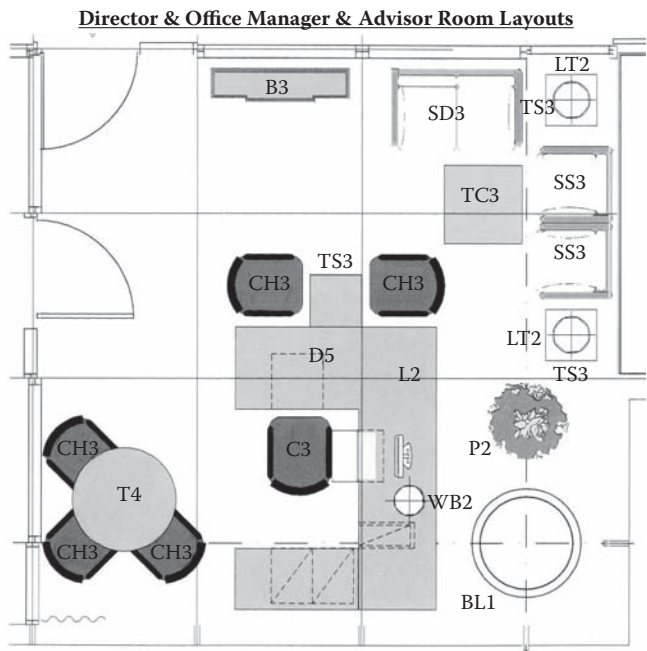 Director & Office Manager & Advisor Room Layouts
LT2
B3
TS3
SD3
SS3
TC3
SS3
TS3
CH3
CH3
LT2
D5
L2
TS3
CH3
C3
P2
T4
WB2
CH3
CH3
BL1